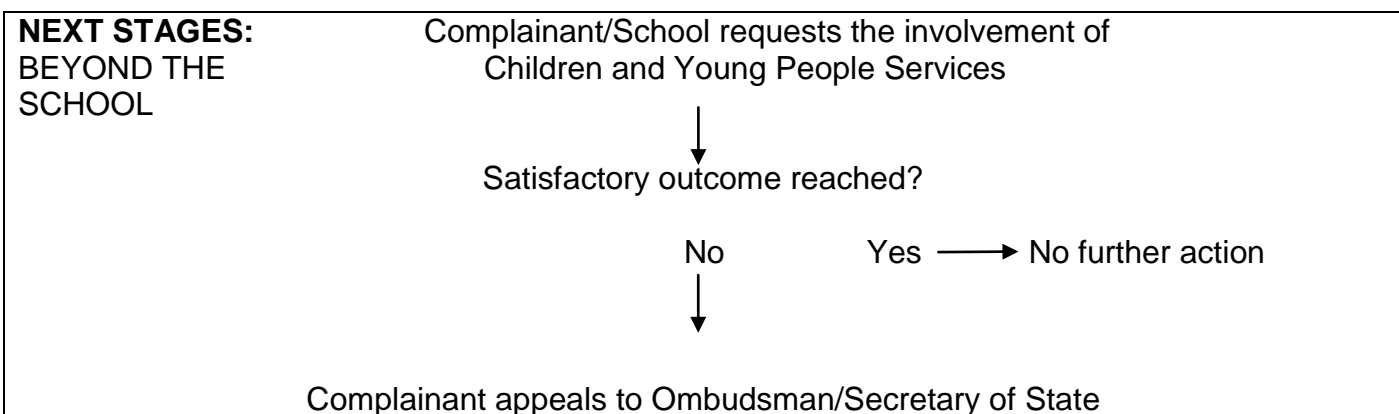 NEXT STAGES:
BEYOND THE
SCHOOL
Complainant/School requests the involvement of
Children and Young People Services
Satisfactory outcome reached?
No Yes No further action
Complainant appeals to Ombudsman/Secretary of State